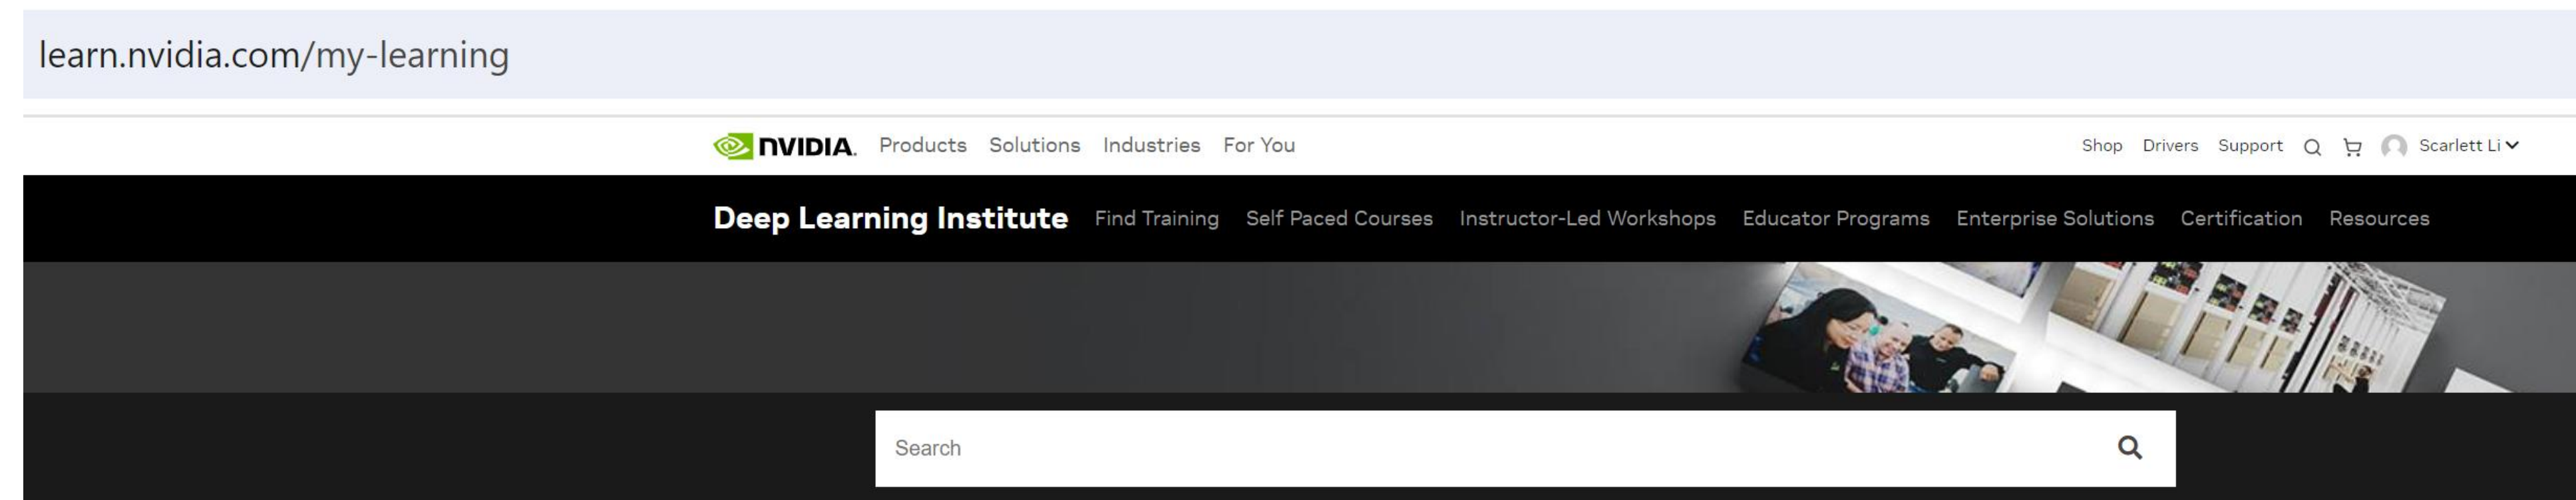 learn.nvidia.com/my-learning
NVIDIA. Products Solutions Industries For You Shop Drivers Support Scarlett Li
Deep Learning Institute Find Training Self Paced Courses Instructor-Led Workshops Educator Programs Enterprise Solutions Certification Resources
Search